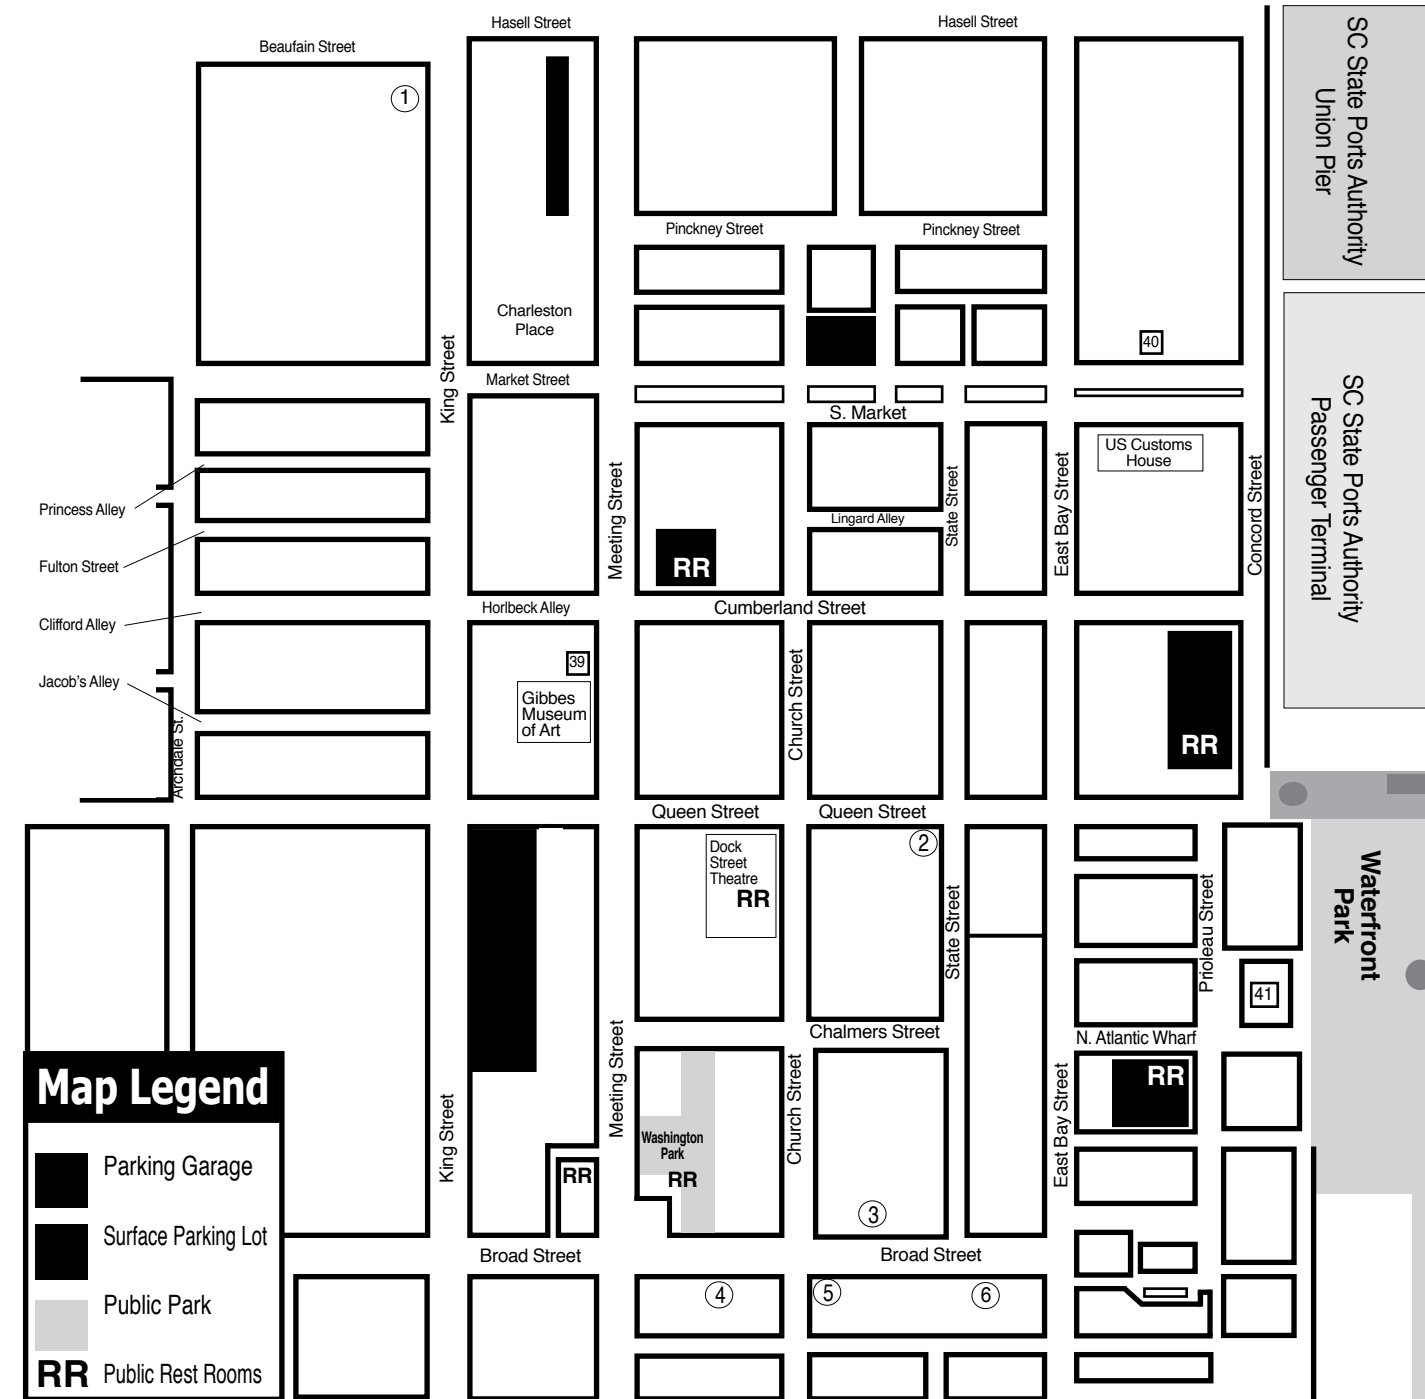 Hasell Street
Hasell Street
Beaufain Street
SC State Ports Authority
Union Pier
1
Pinckney Street
Pinckney Street
Charleston
Place
40
King Street
Market Street
S. Market
SC State Ports Authority
Passenger Terminal
US Customs
House
Meeting Street
State Street
East Bay Street
Concord Street
Princess Alley
Lingard Alley
Fulton Street
RR
Horlbeck Alley
Cumberland Street
Clifford Alley
39
Jacob's Alley
Gibbes
Museum
of Art
Church Street
RR
Archdale St.
Queen Street
Queen Street
2
Dock
Street
Theatre
RR
State Street
Prioleau Street
Waterfront
Park
41
Chalmers Street
N. Atlantic Wharf
Meeting Street
Church Street
East Bay Street
RR
King Street
Washington
Park
RR
RR
3
Map Legend
Parking Garage
Surface Parking Lot
Public Park
RR Public Rest Rooms
Broad Street
Broad Street
4
5
6